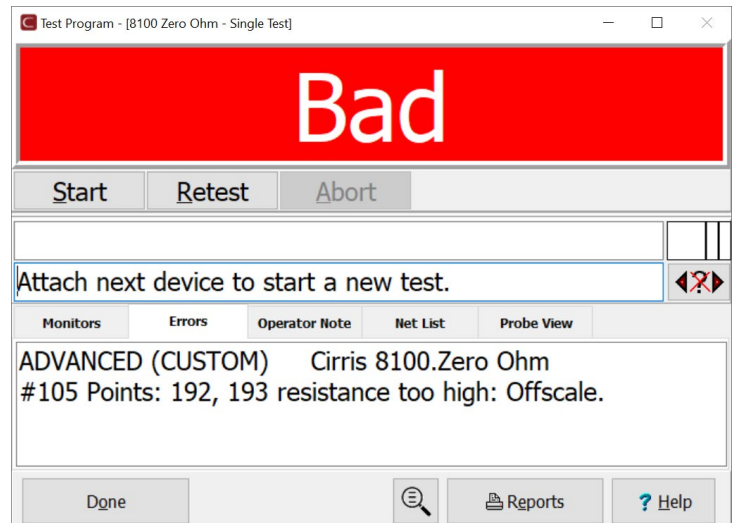 Test Program - [8100 Zero Ohm - Single Test]
Bad
Start Retest Abort
Attach next device to start a new test.
Monitors Errors Operator Note Net List Probe View
ADVANCED (CUSTOM) Cirris 8100.Zero Ohm
#105 Points: 192, 193 resistance too high: Offscale.
Done Reports ? Help